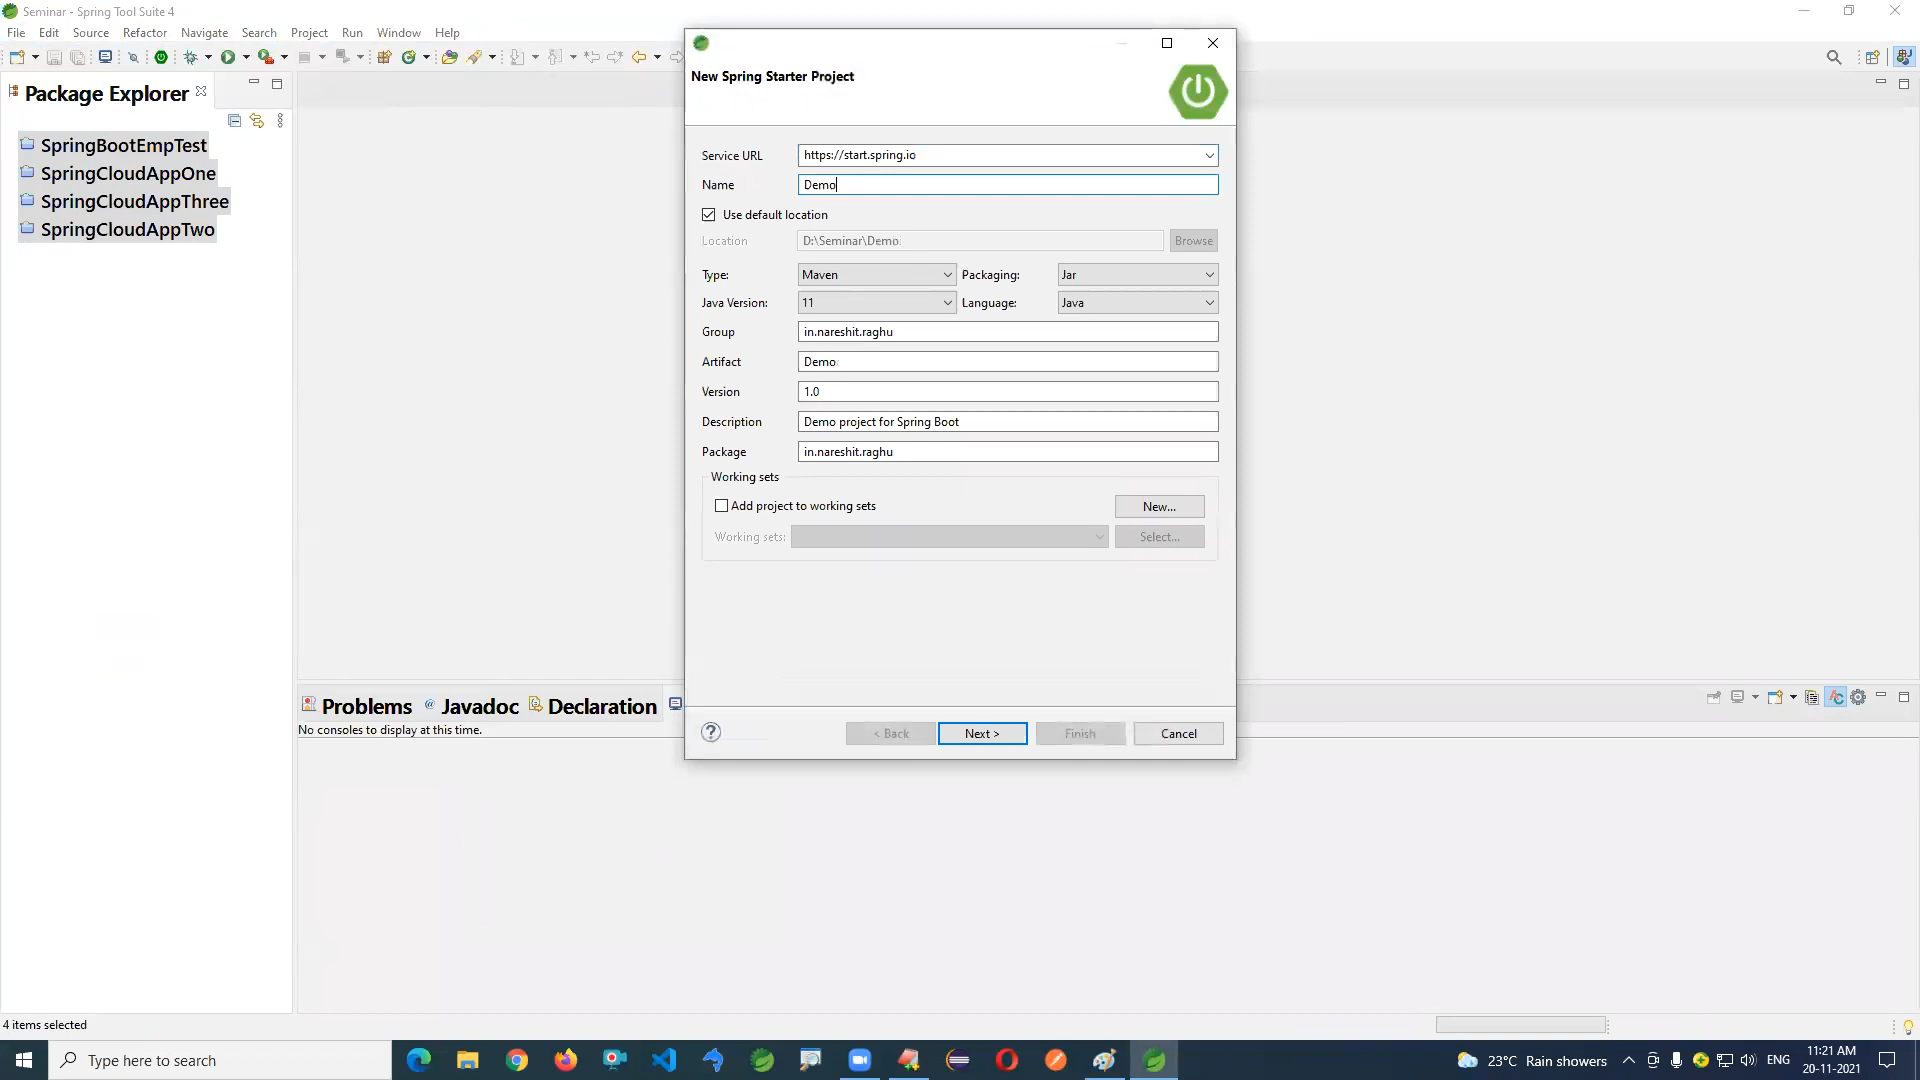 Seminar - Spring Tool Suite 4
File Edit Source Refactor Navigate Search Project Run Window Help
Package Explorer
SpringBootEmpTest
SpringCloudAppOne
SpringCloudAppThree
SpringCloudAppTwo
New Spring Starter Project
Service URL https://start.spring.io
Name Demo
Use default location
Location D:\Seminar\Demo
Browse
Type: Maven Packaging: Jar
Java Version: 11 Language: Java
Group in.nareshit.raghu
Artifact Demo
Version 1.0
Description Demo project for Spring Boot
Package in.nareshit.raghu
Working sets
Add project to working sets New...
Working sets: Select...
< Back Next > Finish Cancel
Problems @ Javadoc Declaration
No consoles to display at this time.
4 items selected
Type here to search
23°C Rain showers
ENG
11:21 AM
20-11-2021